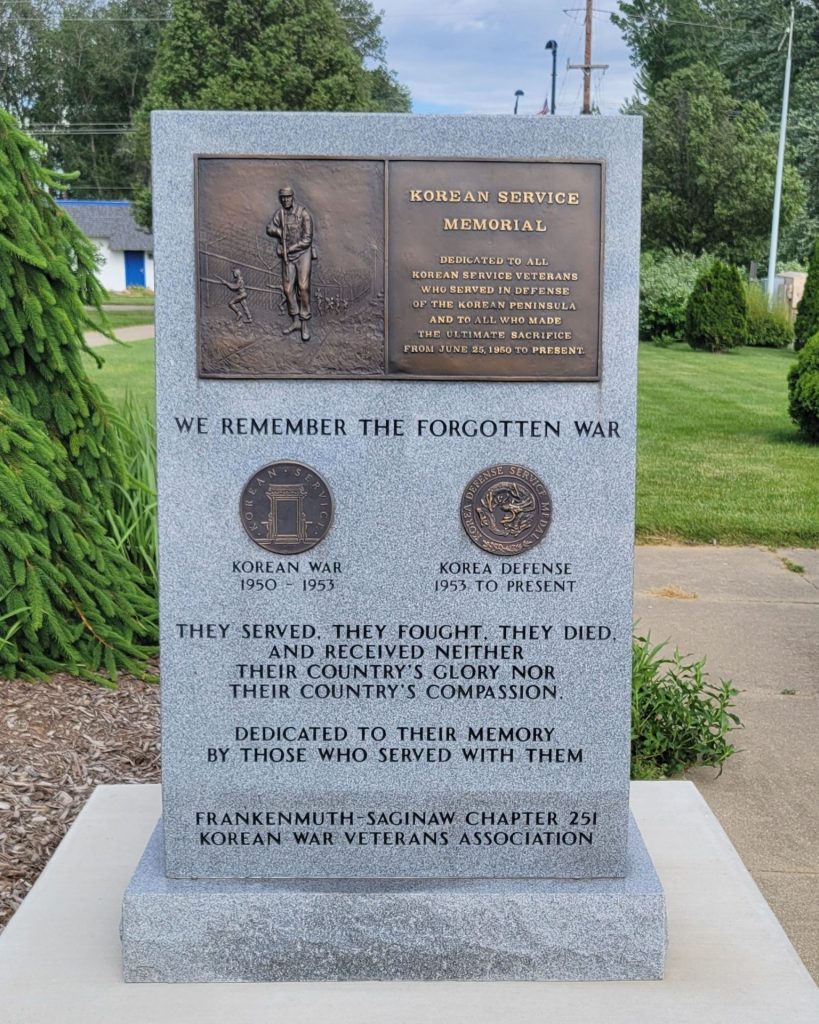 KOREAN SERVICE
MEMORIAL
DEDICATED TO ALL
KOREAN SERVICE VETERANS
WHO SERVED IN DEFENSE
OF THE KOREAN PENINSULA
AND TO ALL WHO MADE
THE ULTIMATE SACRIFICE
FROM JUNE 25, 1950 TO PRESENT.
WE REMEMBER THE FORGOTTEN WAR
KOREAN · SERVICE
KOREA DEFENSE SERVICE MEDAL
KOREAN WAR
1950 - 1953
KOREA DEFENSE
1953 TO PRESENT
THEY SERVED, THEY FOUGHT, THEY DIED,
AND RECEIVED NEITHER
THEIR COUNTRY'S GLORY NOR
THEIR COUNTRY'S COMPASSION.
DEDICATED TO THEIR MEMORY
BY THOSE WHO SERVED WITH THEM
FRANKENMUTH-SAGINAW CHAPTER 251
KOREAN WAR VETERANS ASSOCIATION